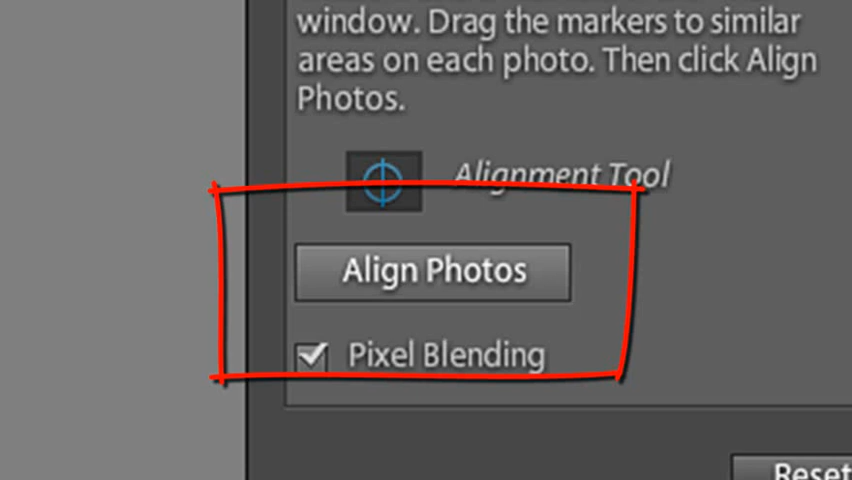 window. Drag the markers to similar
areas on each photo. Then click Align
Photos.
Alignment Tool
Align Photos
Pixel Blending
Reset